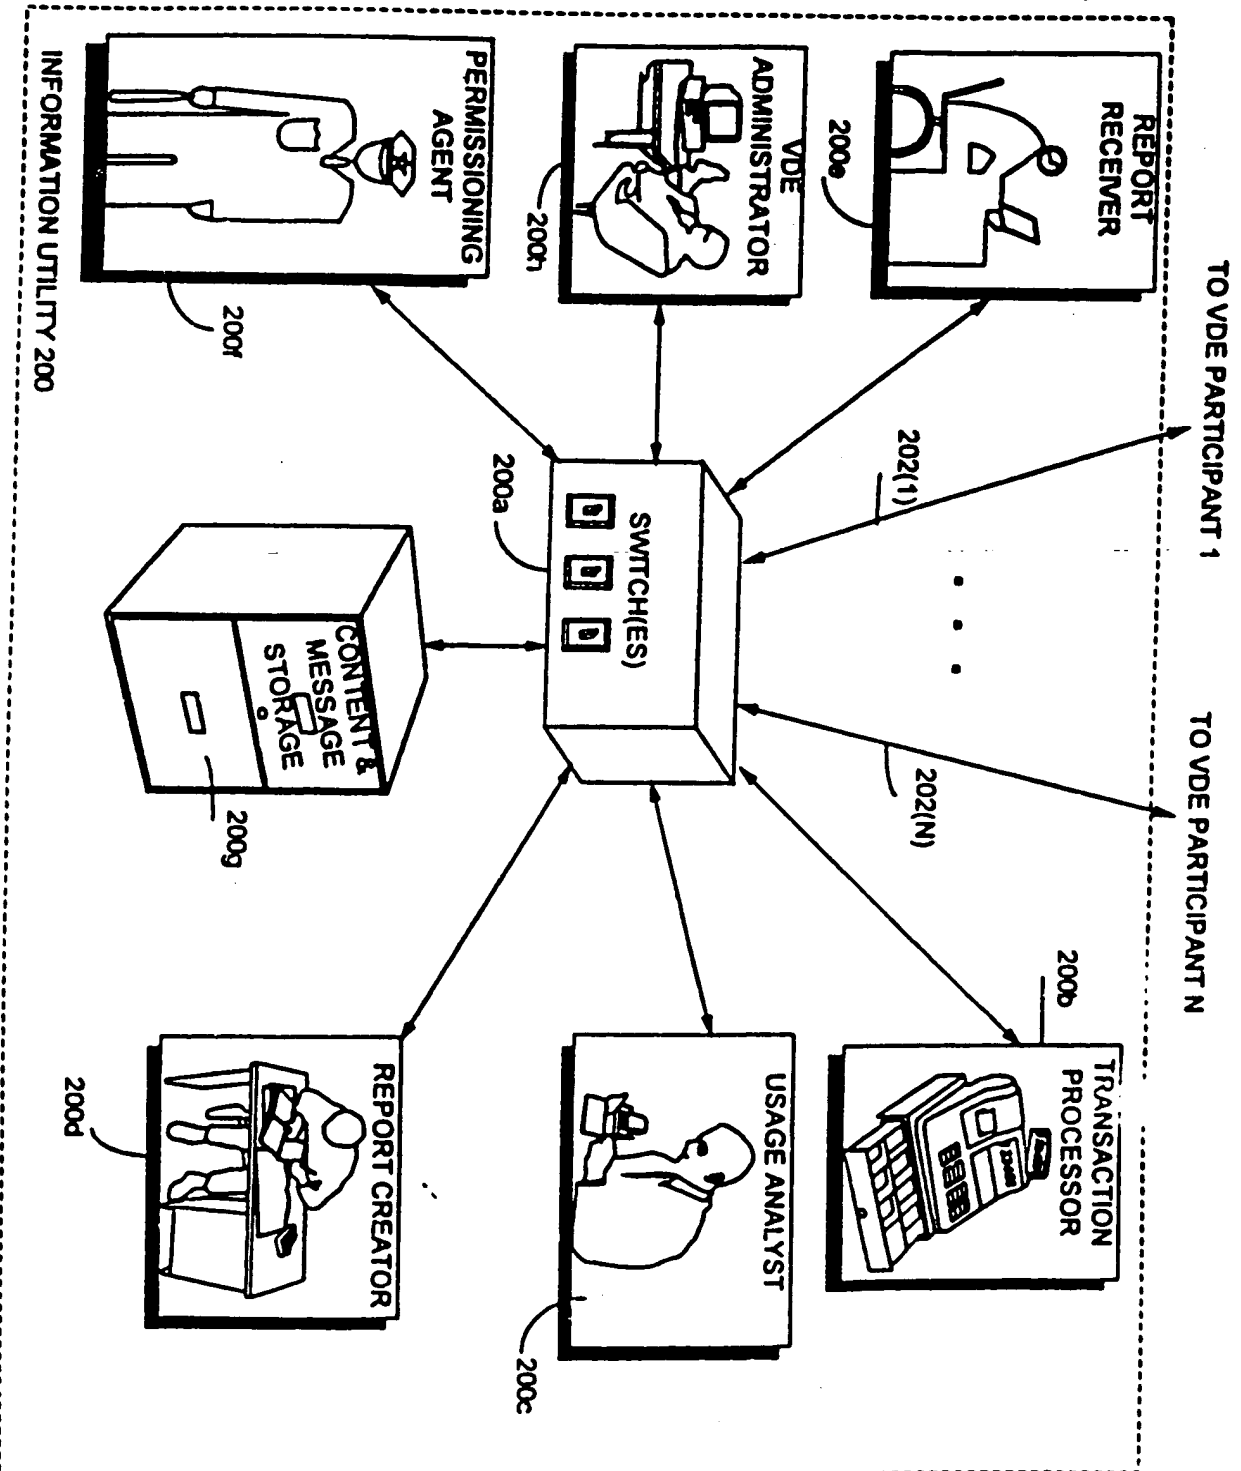 TO VDE PARTICIPANT 1
TO VDE PARTICIPANT N
REPORT
RECEIVER
200e
202(1)
202(N)
200b
TRANSACTION
PROCESSOR
VDE
ADMINISTRATOR
200h
SWITCH(ES)
200a
USAGE ANALYST
200c
PERMISSIONING
AGENT
200f
CONTENT &
MESSAGE
STORAGE
200g
REPORT CREATOR
200d
INFORMATION UTILITY 200